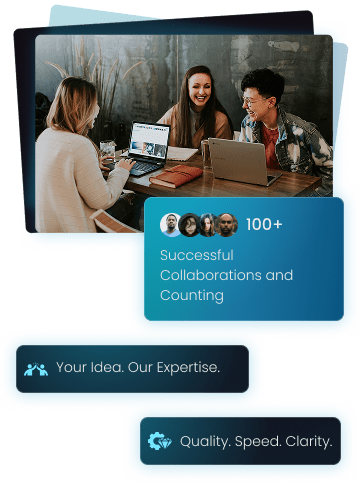 100+
Successful
Collaborations and
Counting
Your Idea. Our Expertise.
Quality. Speed. Clarity.